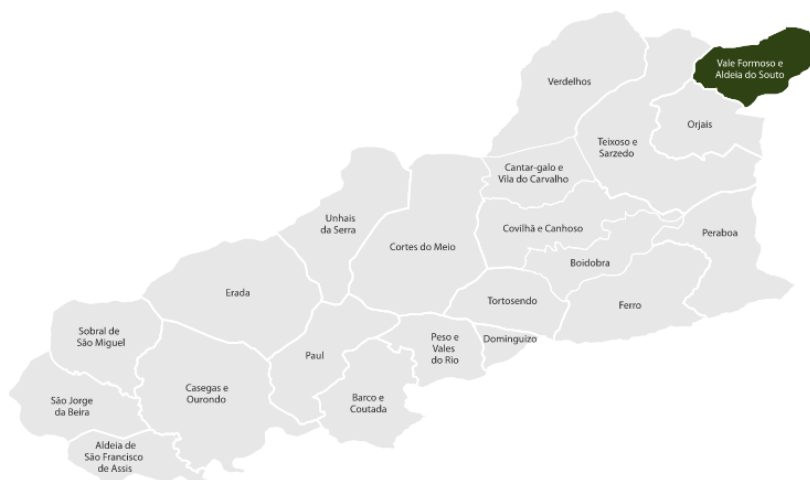 Vale Formoso e
Aldeia do Souto
Verdelhos
Orjais
Teixoso e
Sarzedo
Cantar-galo e
Vila do Carvalho
Unhais
da Serra
Covilhã e Canhoso
Peraboa
Cortes do Meio
Boidobra
Erada
Tortosendo
Ferro
Sobral de
São Miguel
Peso e
Vales
do Rio
Dominguizo
Paul
Casegas e
Ourondo
Barco e
Coutada
São Jorge
da Beira
Aldeia de
São Francisco
de Assis